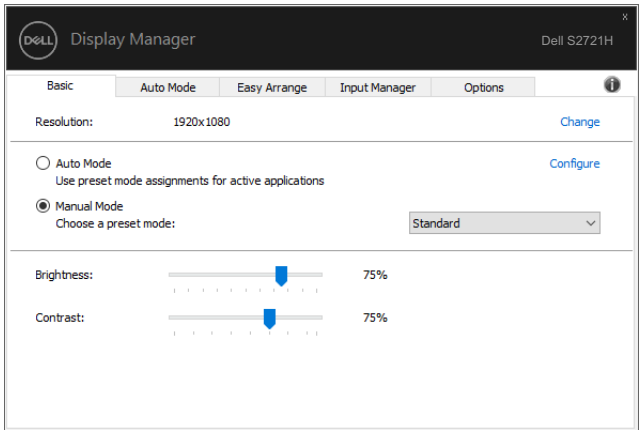 x
DELL Display Manager Dell S2721H
Basic Auto Mode Easy Arrange Input Manager Options i
Resolution: 1920x1080 Change
Auto Mode Configure
Use preset mode assignments for active applications
Manual Mode
Choose a preset mode: Standard
Brightness: 75%
Contrast: 75%